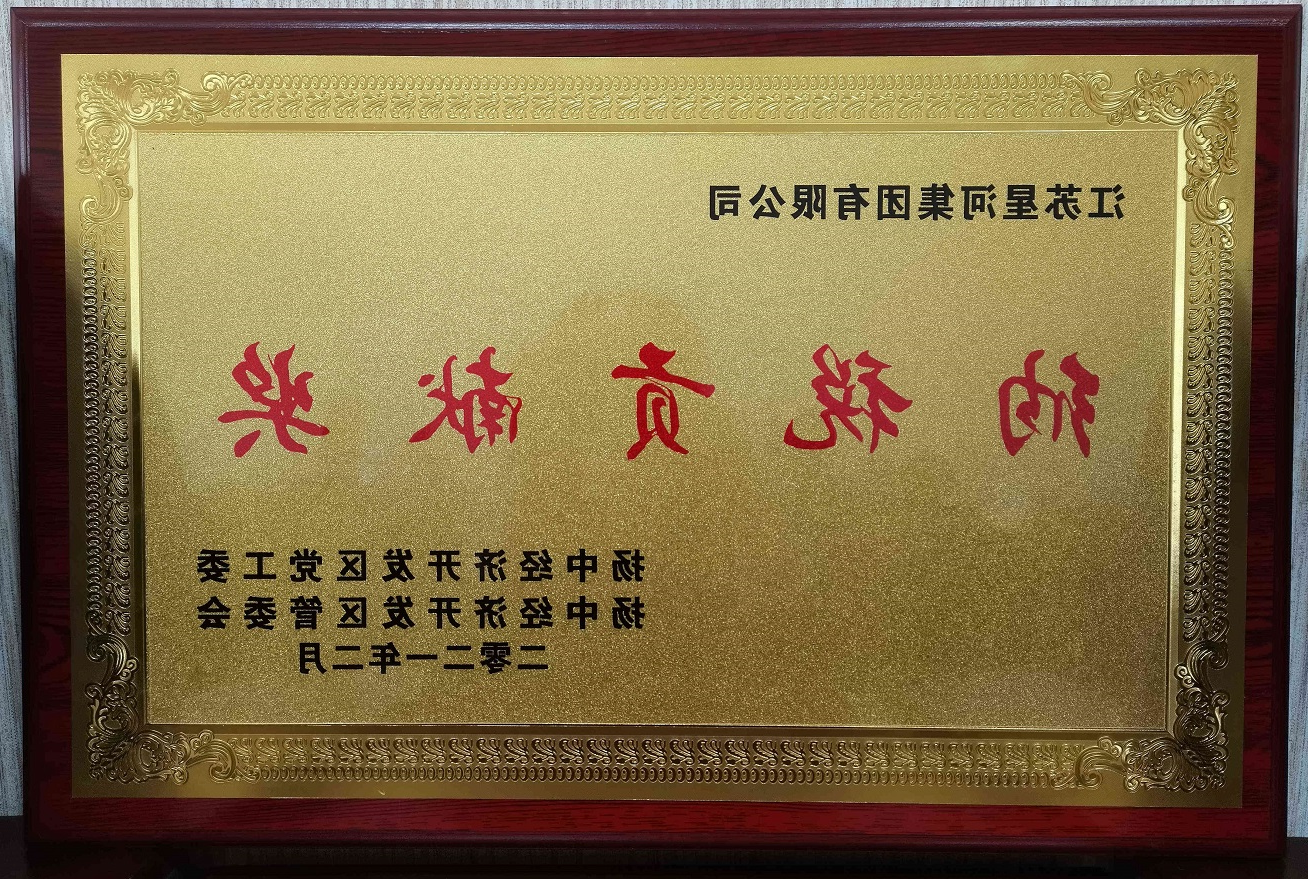 江苏星河集团有限公司
纳税贡献奖
扬中经济开发区党工委
扬中经济开发区管委会
二零二一年二月